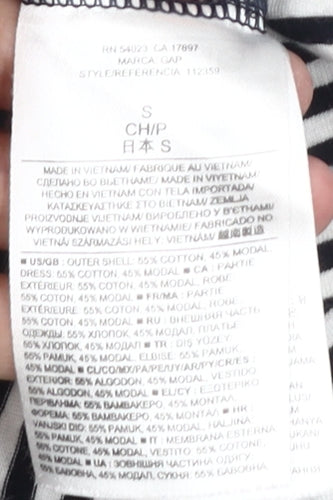 RN 54023 CA 17897
MARCA: GAP
STYLE/REFERENCIA: 112359
S
CH/P
日本 S
MADE IN VIETNAM/ FABRIQUÉ AU VIETNAM/
СДЕЛАНО ВО ВЬЕТНАМЕ/ MADE IN VIYETNAM/
HECHO EN VIETNAM CON TELA IMPORTADA/
ΚΑΤΑΣΚΕΥΑΣΤΗΚΕ ΣΤΟ ΒΙΕΤΝΑΜ/ ZEMLJA
PROIZVODNJE VIJETNAM/ ВИРОБЛЕНО У В'ЄТНАМІ/
WYPRODUKOWANO W WIETNAMIE/ FABRICADO NO
VIETNÃ/ SZÁRMAZÁSI HELY: VIETNÁM/ 越南製造
■ US/GB : OUTER SHELL: 55% COTTON, 45% MODAL
DRESS: 55% COTTON, 45% MODAL ■ CA : PARTIE
EXTÉRIEUR: 55% COTON, 45% MODAL, ROBE
55% COTON, 45% MODAL ■ FR/MA : PARTIE
EXTÉRIEURE: 55% COTON, 45% MODAL, ROBE:
55% COTON, 45% MODAL ■ RU : ВНЕШНЯЯ ЧАСТЬ
ОДЕЖДЫ: 55% ХЛОПОК, 45% МОДАЛ, ПЛАТЬЕ:
55% ХЛОПОК, 45% МОДАЛ ■ TR : DIŞ YÜZEY:
55% PAMUK, 45% MODAL, ELBISE: 55% PAMUK,
45% MODAL ■ CL/CO/MX/PA/PE/UY/AR/PY/CR/ES :
EXTERIOR: 55% ALGODÓN, 45% MODAL, VESTIDO
55% ALGODÓN, 45% MODAL ■ EL/CY : ΕΞΩΤΕΡΙΚΟ
ΠΕΡΙΒΛΗΜΑ: 55% ΒΑΜΒΑΚΕΡΟ, 45% ΜΟΝΤΑΛ,
ΦΟΡΕΜΑ: 55% ΒΑΜΒΑΚΕΡΟ, 45% ΜΟΝΤΑΛ ■ HR :
VANJSKI DIO: 55% PAMUK, 45% MODAL, HALJINA
55% PAMUK, 45% MODAL ■ IT : MEMBRANA ESTERNA:
55% COTONE, 45% MODAL, VESTITO: 55% COTONE,
45% MODAL ■ UA : ЗОВНІШНЯ ЧАСТИНА ОДЯГУ:
55% БАВОВНА, 45% МОДАЛ, СУКНЯ: 55% БАВОВНА